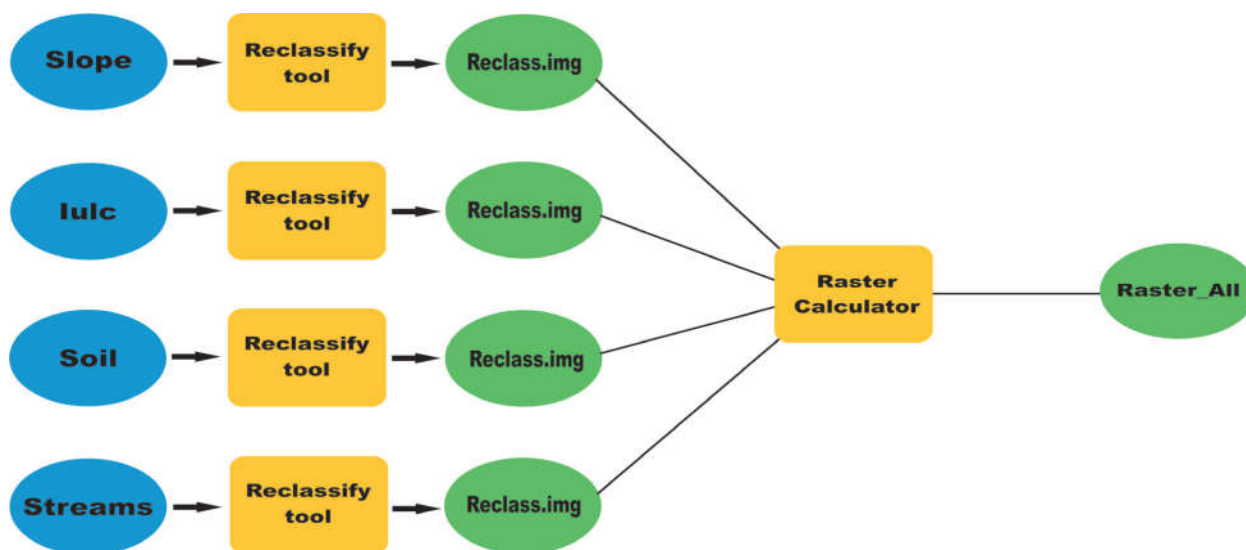 Slope
Reclassify
tool
Reclass.img
lulc
Reclassify
tool
Reclass.img
Raster
Calculator
Raster_All
Soil
Reclassify
tool
Reclass.img
Streams
Reclassify
tool
Reclass.img